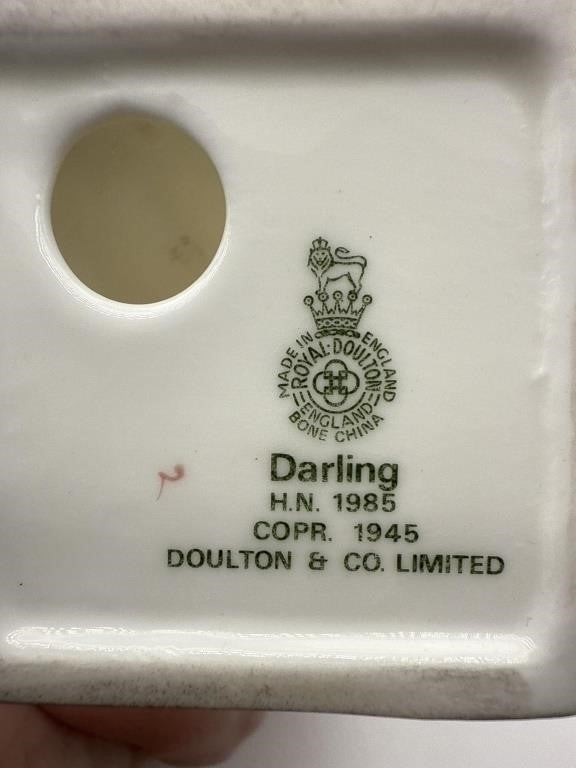 MADE IN ENGLAND
ROYAL·DOULTON
ENGLAND
BONE CHINA
Darling
H.N. 1985
COPR. 1945
DOULTON & CO. LIMITED